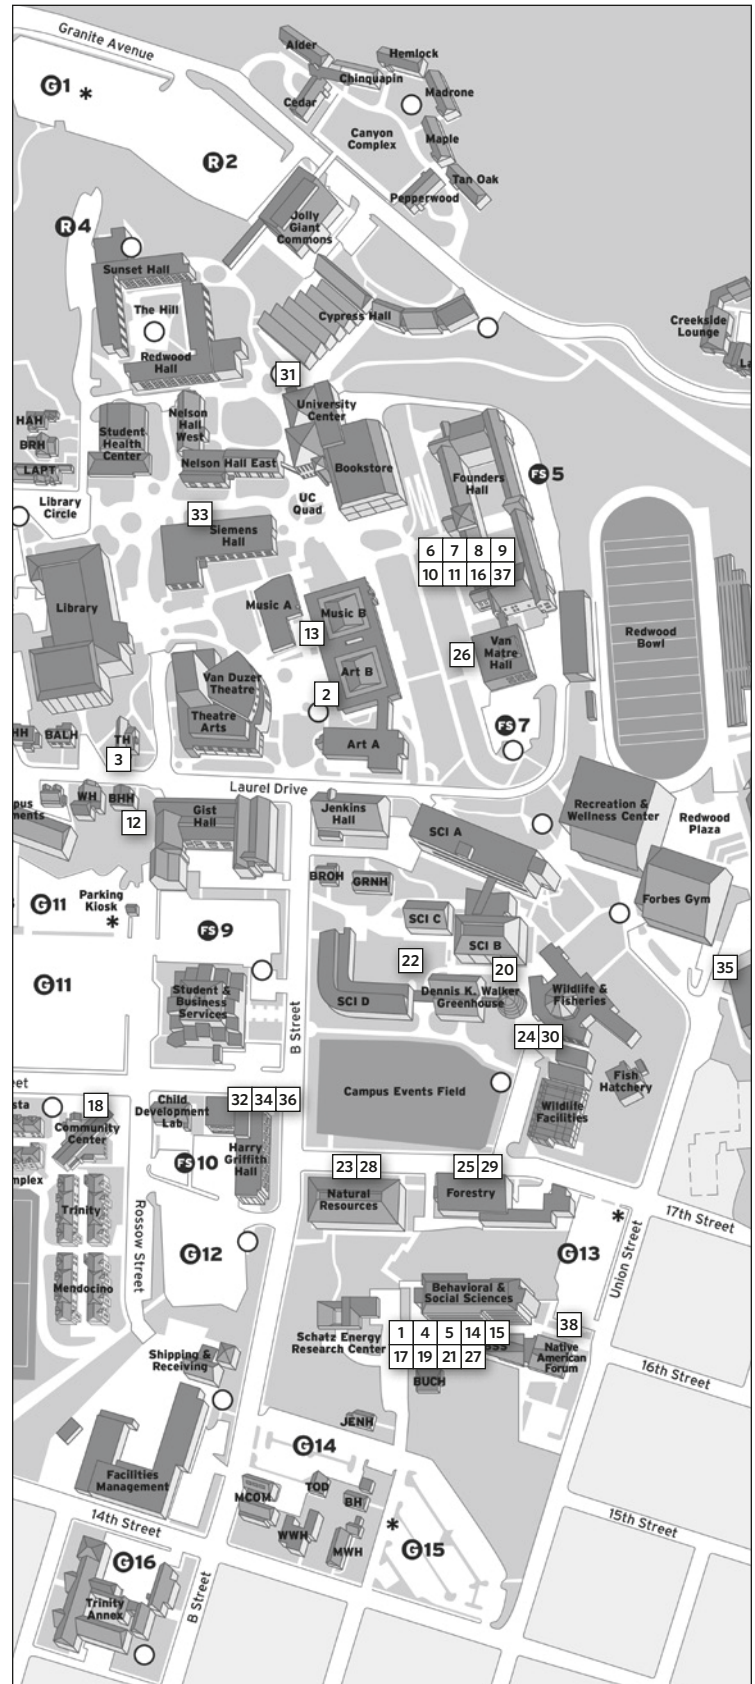 Granite Avenue
G1 *
R2
R4
Alder
Hemlock
Chinquapin
Madrone
Cedar
Canyon
Complex
Maple
Tan Oak
Pepperwood
Jolly
Giant
Commons
Sunset Hall
The Hill
Redwood
Hall
Cypress Hall
Creekside
Lounge
La
31
University
Center
HAH
BRH
LAPT
Student
Health
Center
Nelson
Hall
West
Nelson Hall East
Bookstore
Founders
Hall
FS 5
Library
Circle
UC
Quad
33
Siemens
Hall
6 7 8 9
10 11 16 37
Library
Music A
Music B
13
26
Van
Matre
Hall
Redwood
Bowl
Van Duzer
Theatre
Theatre
Arts
Art B
2
Art A
FS 7
HH
BALH
TH
3
Laurel Drive
WH
BHH
12
pus
ments
Gist
Hall
Jenkins
Hall
SCI A
Recreation &
Wellness Center
Redwood
Plaza
BROH
GRNH
Forbes Gym
G11
Parking
Kiosk
*
FS 9
SCI C
SCI B
22
20
35
G11
Student &
Business
Services
B Street
SCI D
Dennis K. Walker
Greenhouse
Wildlife &
Fisheries
24 30
Fish
Hatchery
Campus Events Field
Wildlife
Facilities
eet
sta
18
Community
Center
Child
Development
Lab
32 34 36
Harry
Griffith
Hall
FS 10
mplex
23 28
Natural
Resources
25 29
Forestry
17th Street
*
Trinity
Rossow Street
G12
G13
Union Street
Mendocino
Behavioral &
Social Sciences
38
Schatz Energy
Research Center
1 4 5 14 15
17 19 21 27
BSS
Native
American
Forum
16th Street
Shipping &
Receiving
BUCH
JENH
G14
Facilities
Management
MCOM
TOD
BH
WWH
MWH
*
G15
15th Street
14th Street
G16
Trinity
Annex
B Street